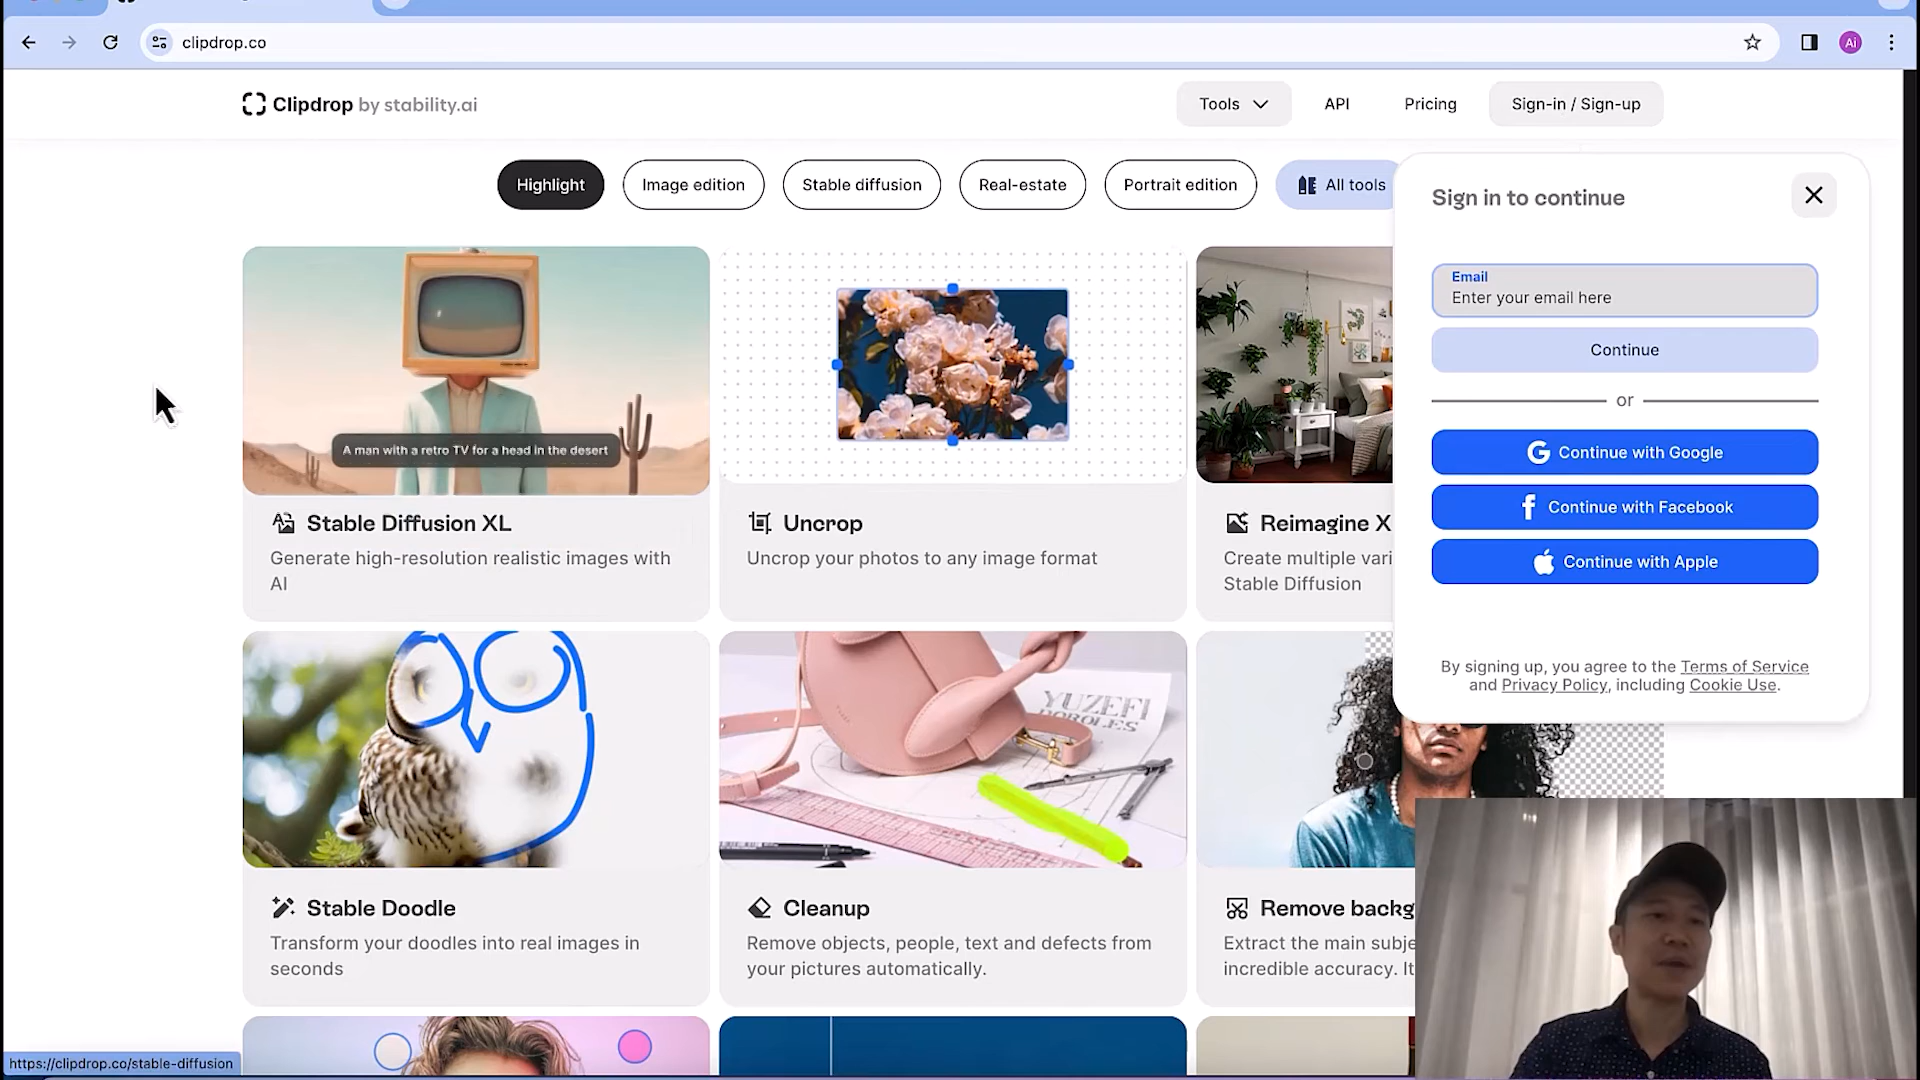 clipdrop.co
Ai
Clipdrop by stability.ai
Tools
API
Pricing
Sign-in / Sign-up
Highlight
Image edition
Stable diffusion
Real-estate
Portrait edition
All tools
Sign in to continue
Email
Enter your email here
Continue
or
Continue with Google
Continue with Facebook
Continue with Apple
By signing up, you agree to the Terms of Service
and Privacy Policy, including Cookie Use.
A man with a retro TV for a head in the desert
Stable Diffusion XL
Generate high-resolution realistic images with
AI
Uncrop
Uncrop your photos to any image format
Reimagine X
Create multiple vari
Stable Diffusion
YUZEFI
Stable Doodle
Transform your doodles into real images in
seconds
Cleanup
Remove objects, people, text and defects from
your pictures automatically.
Remove backg
Extract the main subje
incredible accuracy. It
https://clipdrop.co/stable-diffusion